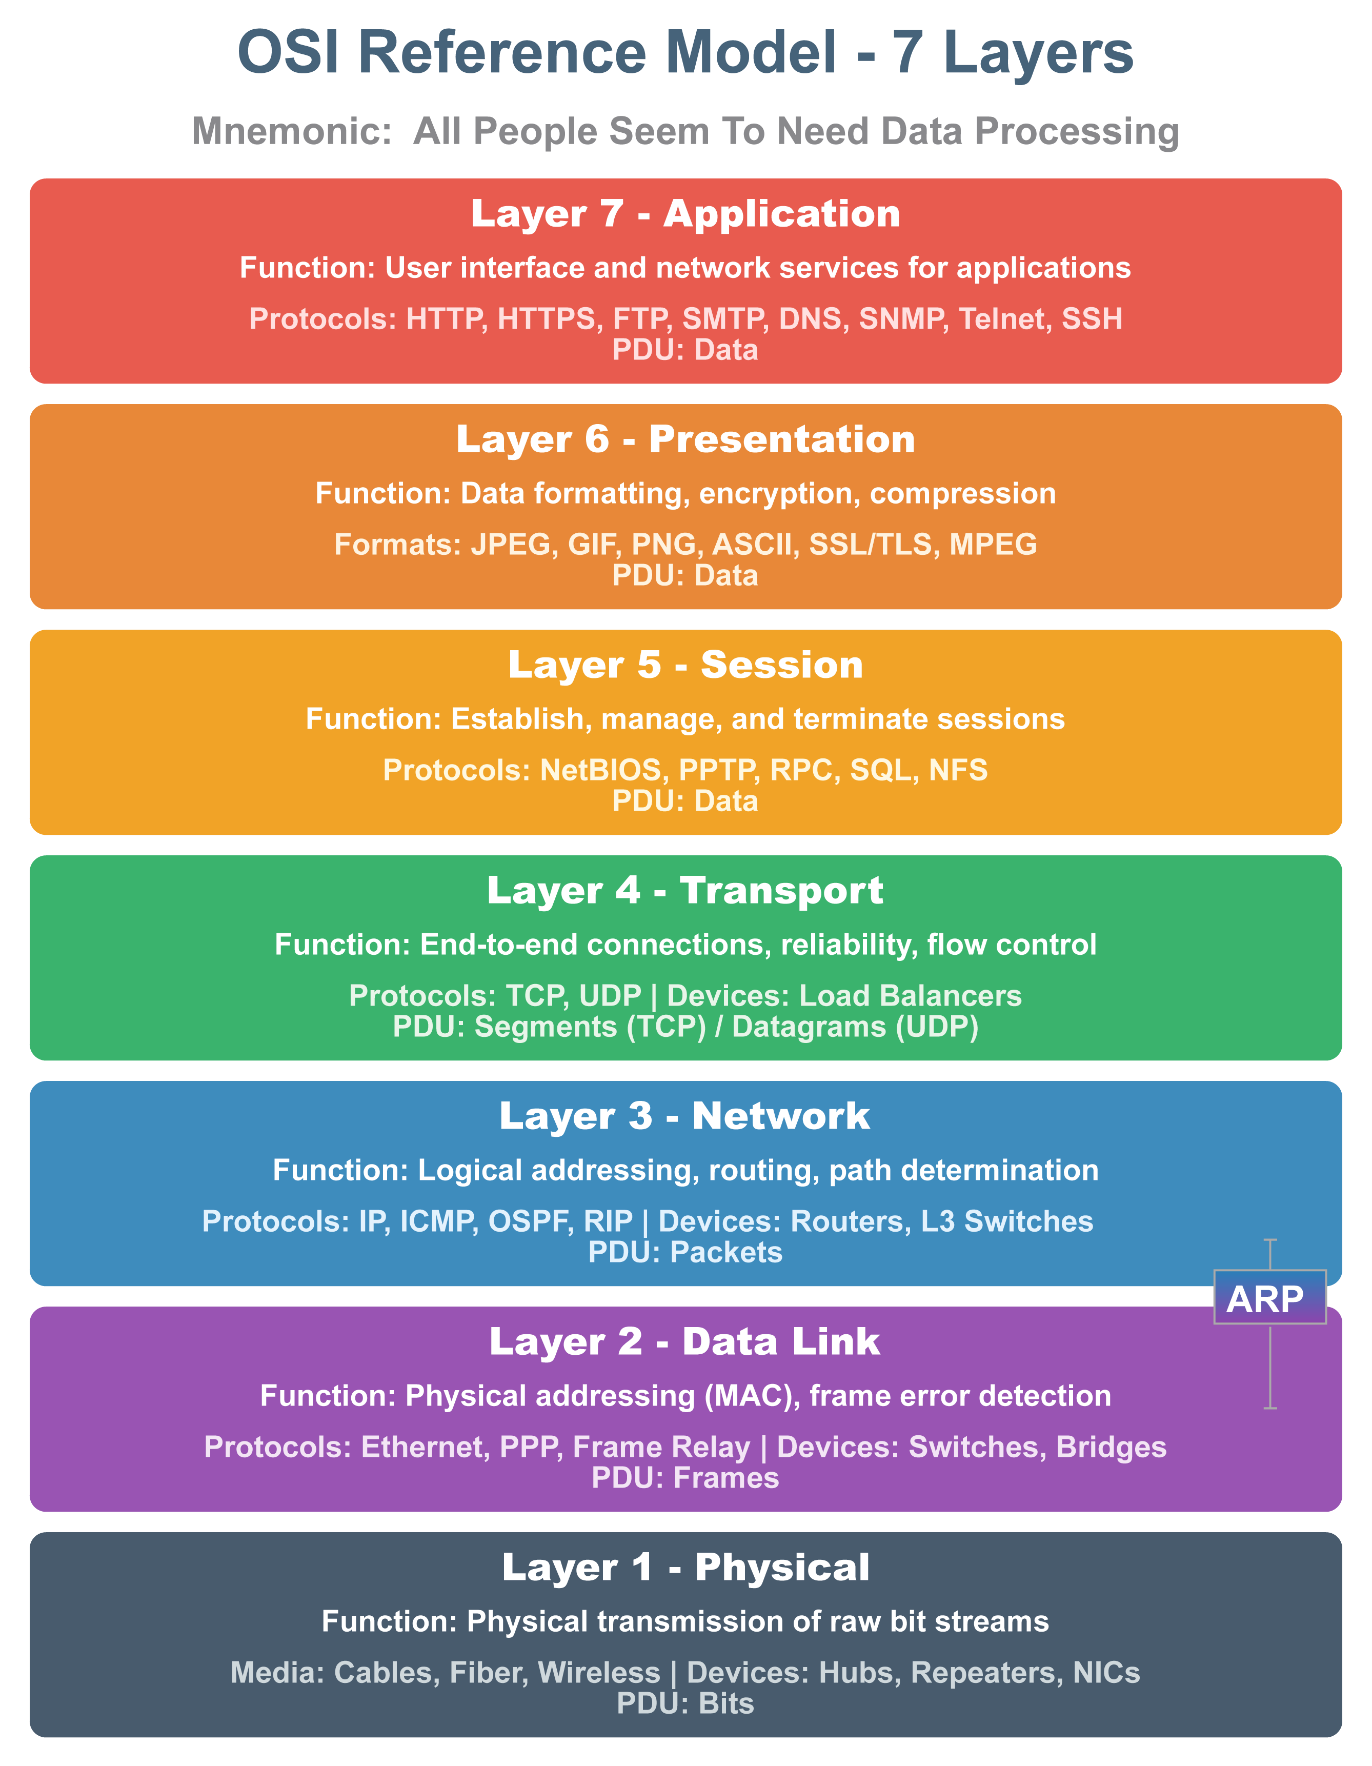 OSI Reference Model - 7 Layers
Mnemonic: All People Seem To Need Data Processing
Layer 7 - Application
Function: User interface and network services for applications
Protocols: HTTP, HTTPS, FTP, SMTP, DNS, SNMP, Telnet, SSH
PDU: Data
Layer 6 - Presentation
Function: Data formatting, encryption, compression
Formats: JPEG, GIF, PNG, ASCII, SSL/TLS, MPEG
PDU: Data
Layer 5 - Session
Function: Establish, manage, and terminate sessions
Protocols: NetBIOS, PPTP, RPC, SQL, NFS
PDU: Data
Layer 4 - Transport
Function: End-to-end connections, reliability, flow control
Protocols: TCP, UDP | Devices: Load Balancers
PDU: Segments (TCP) / Datagrams (UDP)
Layer 3 - Network
Function: Logical addressing, routing, path determination
Protocols: IP, ICMP, OSPF, RIP | Devices: Routers, L3 Switches
PDU: Packets
ARP
Layer 2 - Data Link
Function: Physical addressing (MAC), frame error detection
Protocols: Ethernet, PPP, Frame Relay | Devices: Switches, Bridges
PDU: Frames
Layer 1 - Physical
Function: Physical transmission of raw bit streams
Media: Cables, Fiber, Wireless | Devices: Hubs, Repeaters, NICs
PDU: Bits